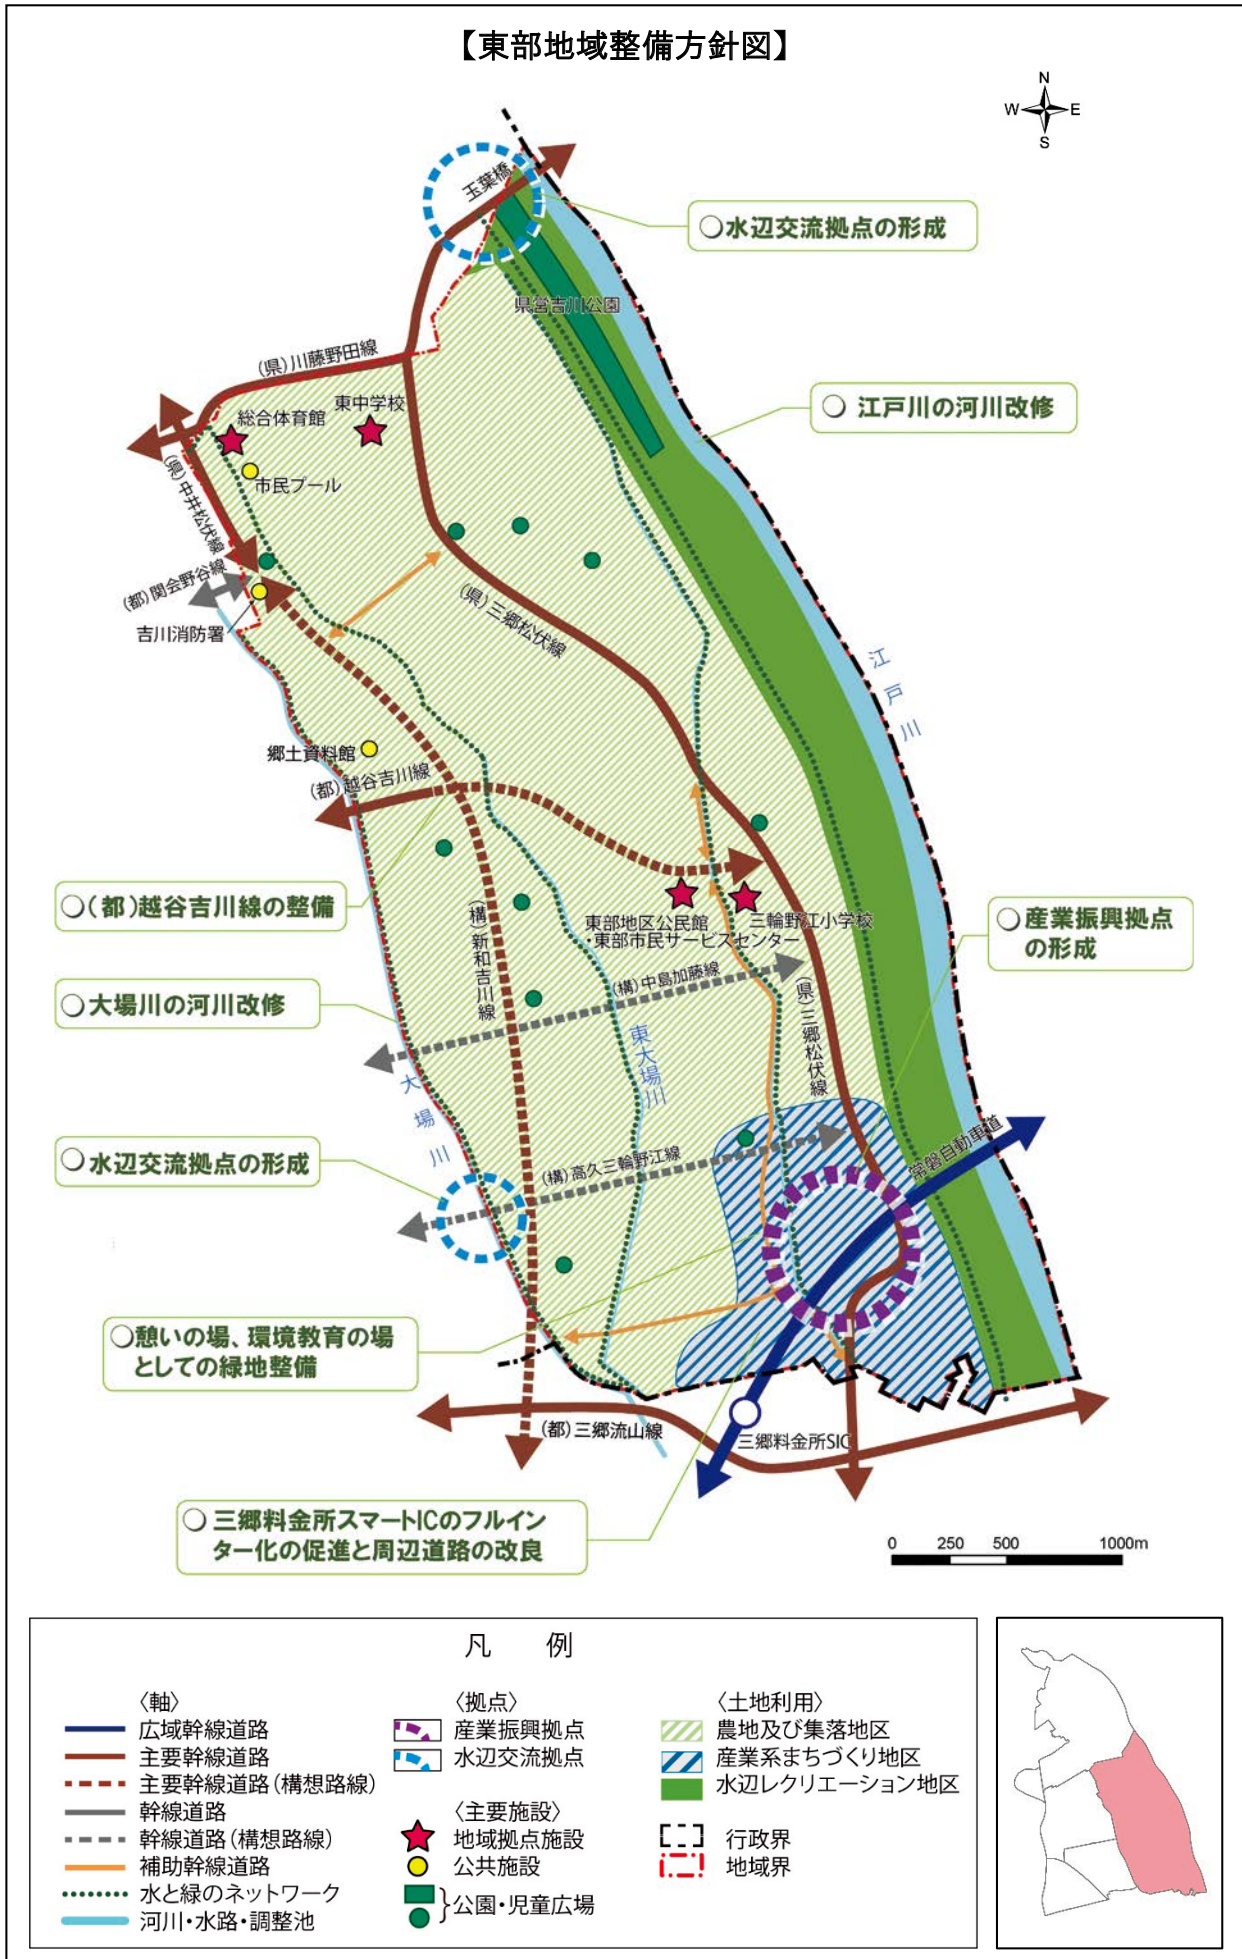 【東部地域整備方針図】
N
W
E
S
玉葉橋
○水辺交流拠点の形成
県営吉川公園
(県)川藤野田線
○ 江戸川の河川改修
総合体育館
東中学校
市民プール
(県)中井松伏線
(都)関会野谷線
吉川消防署
(県)三郷松伏線
江戸川
郷土資料館
(都)越谷吉川線
○(都)越谷吉川線の整備
(構)新和吉川線
東部地区公民館
・東部市民サービスセンター
三輪野江小学校
○産業振興拠点
の形成
(構)中島加藤線
(県)三郷松伏線
○大場川の河川改修
東大場川
大場川
常磐自動車道
○水辺交流拠点の形成
(構)高久三輪野江線
○憩いの場、環境教育の場
としての緑地整備
(都)三郷流山線
三郷料金所SIC
○ 三郷料金所スマートICのフルイン
ター化の促進と周辺道路の改良
0 250 500 1000m
凡 例
〈軸〉
広域幹線道路
主要幹線道路
主要幹線道路(構想路線)
幹線道路
幹線道路(構想路線)
補助幹線道路
水と緑のネットワーク
河川・水路・調整池
〈拠点〉
産業振興拠点
水辺交流拠点
〈主要施設〉
地域拠点施設
公共施設
公園・児童広場
〈土地利用〉
農地及び集落地区
産業系まちづくり地区
水辺レクリエーション地区
行政界
地域界